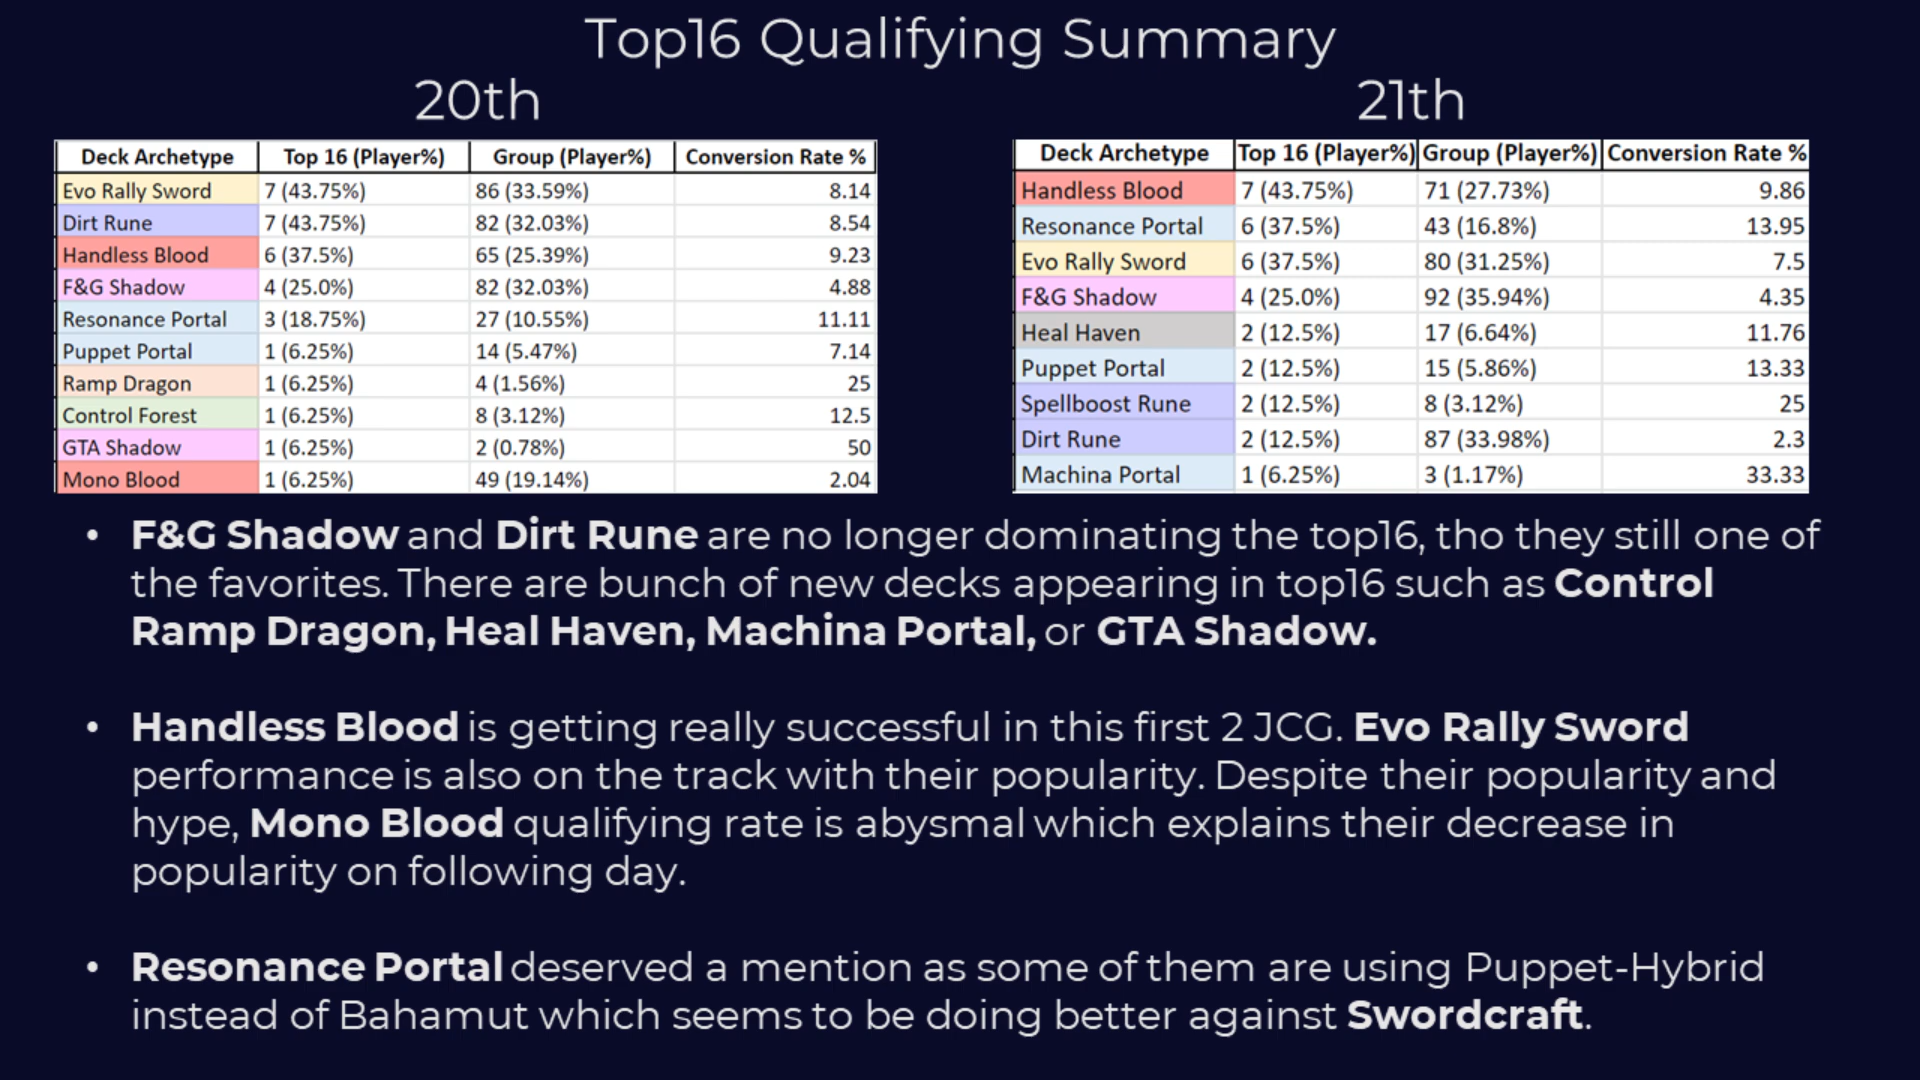 Top16 Qualifying Summary
20th
Deck Archetype Top 16 (Player%) Group (Player%) Conversion Rate %
Evo Rally Sword 7 (43.75%) 86 (33.59%) 8.14
Dirt Rune 7 (43.75%) 82 (32.03%) 8.54
Handless Blood 6 (37.5%) 65 (25.39%) 9.23
F&G Shadow 4 (25.0%) 82 (32.03%) 4.88
Resonance Portal 3 (18.75%) 27 (10.55%) 11.11
Puppet Portal 1 (6.25%) 14 (5.47%) 7.14
Ramp Dragon 1 (6.25%) 4 (1.56%) 25
Control Forest 1 (6.25%) 8 (3.12%) 12.5
GTA Shadow 1 (6.25%) 2 (0.78%) 50
Mono Blood 1 (6.25%) 49 (19.14%) 2.04
21th
Deck Archetype Top 16 (Player%) Group (Player%) Conversion Rate %
Handless Blood 7 (43.75%) 71 (27.73%) 9.86
Resonance Portal 6 (37.5%) 43 (16.8%) 13.95
Evo Rally Sword 6 (37.5%) 80 (31.25%) 7.5
F&G Shadow 4 (25.0%) 92 (35.94%) 4.35
Heal Haven 2 (12.5%) 17 (6.64%) 11.76
Puppet Portal 2 (12.5%) 15 (5.86%) 13.33
Spellboost Rune 2 (12.5%) 8 (3.12%) 25
Dirt Rune 2 (12.5%) 87 (33.98%) 2.3
Machina Portal 1 (6.25%) 3 (1.17%) 33.33
• F&G Shadow and Dirt Rune are no longer dominating the top16, tho they still one of
the favorites. There are bunch of new decks appearing in top16 such as Control
Ramp Dragon, Heal Haven, Machina Portal, or GTA Shadow.
• Handless Blood is getting really successful in this first 2 JCG. Evo Rally Sword
performance is also on the track with their popularity. Despite their popularity and
hype, Mono Blood qualifying rate is abysmal which explains their decrease in
popularity on following day.
• Resonance Portal deserved a mention as some of them are using Puppet-Hybrid
instead of Bahamut which seems to be doing better against Swordcraft.